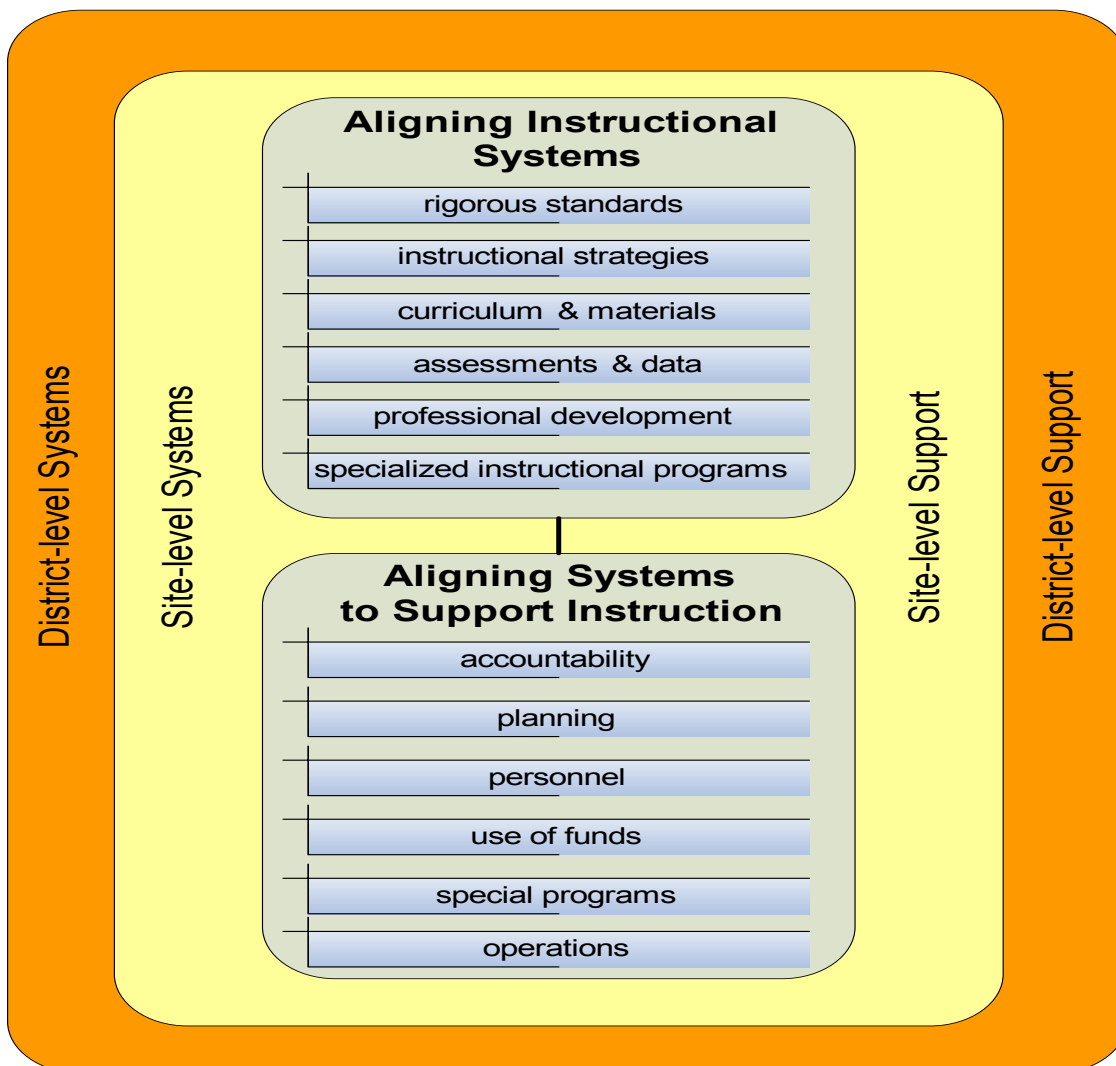 District-level Systems
Site-level Systems
Aligning Instructional
Systems
rigorous standards
instructional strategies
curriculum & materials
assessments & data
professional development
specialized instructional programs
Aligning Systems
to Support Instruction
accountability
planning
personnel
use of funds
special programs
operations
Site-level Support
District-level Support